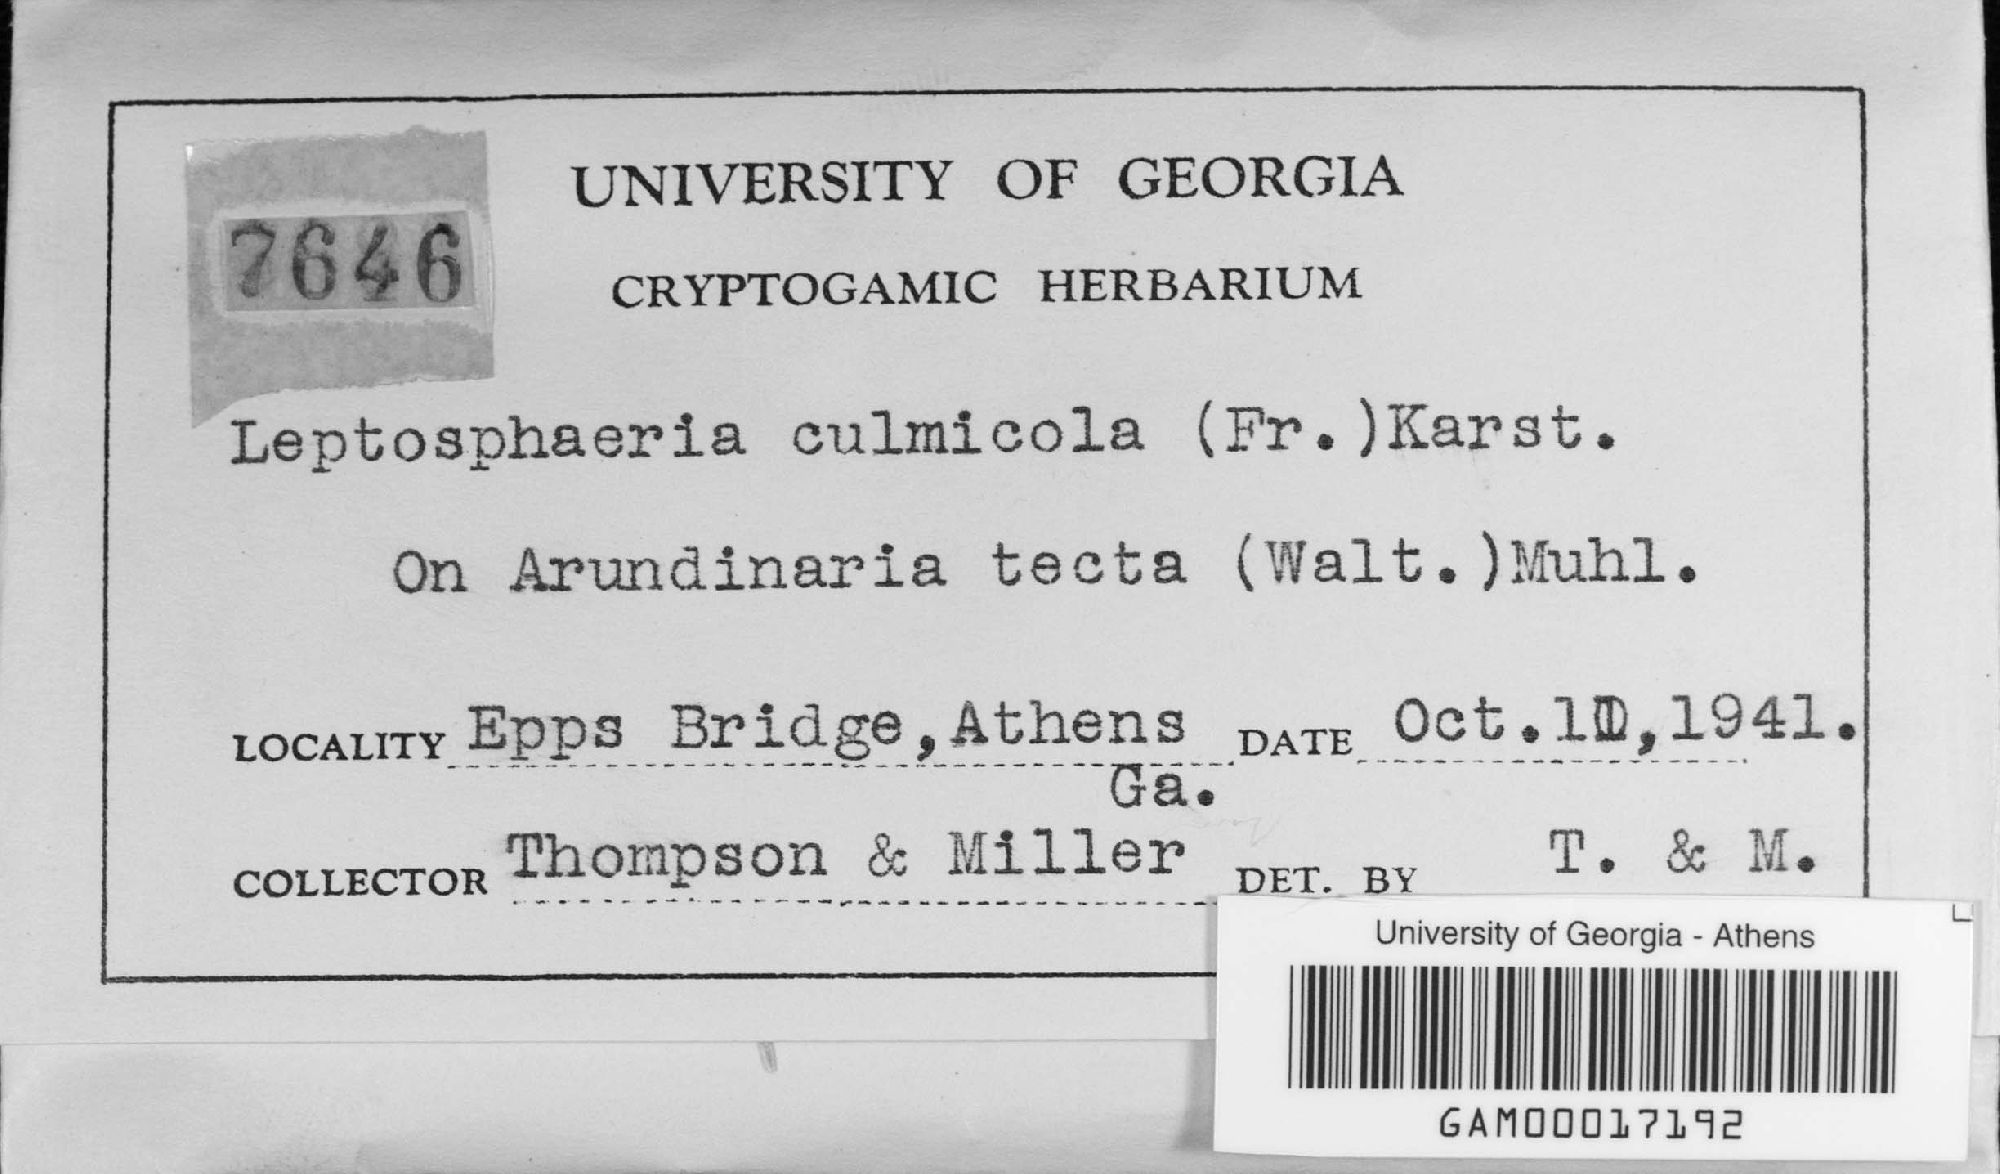 7646
UNIVERSITY OF GEORGIA
CRYPTOGAMIC HERBARIUM
Leptosphaeria culmicola (Fr.)Karst.
On Arundinaria tecta (Walt.)Muhl.
LOCALITY Epps Bridge,Athens DATE Oct. ,1941.
Ga.
COLLECTOR Thompson & Miller DET. BY T. & M.
University of Georgia - Athens
GAM00017192